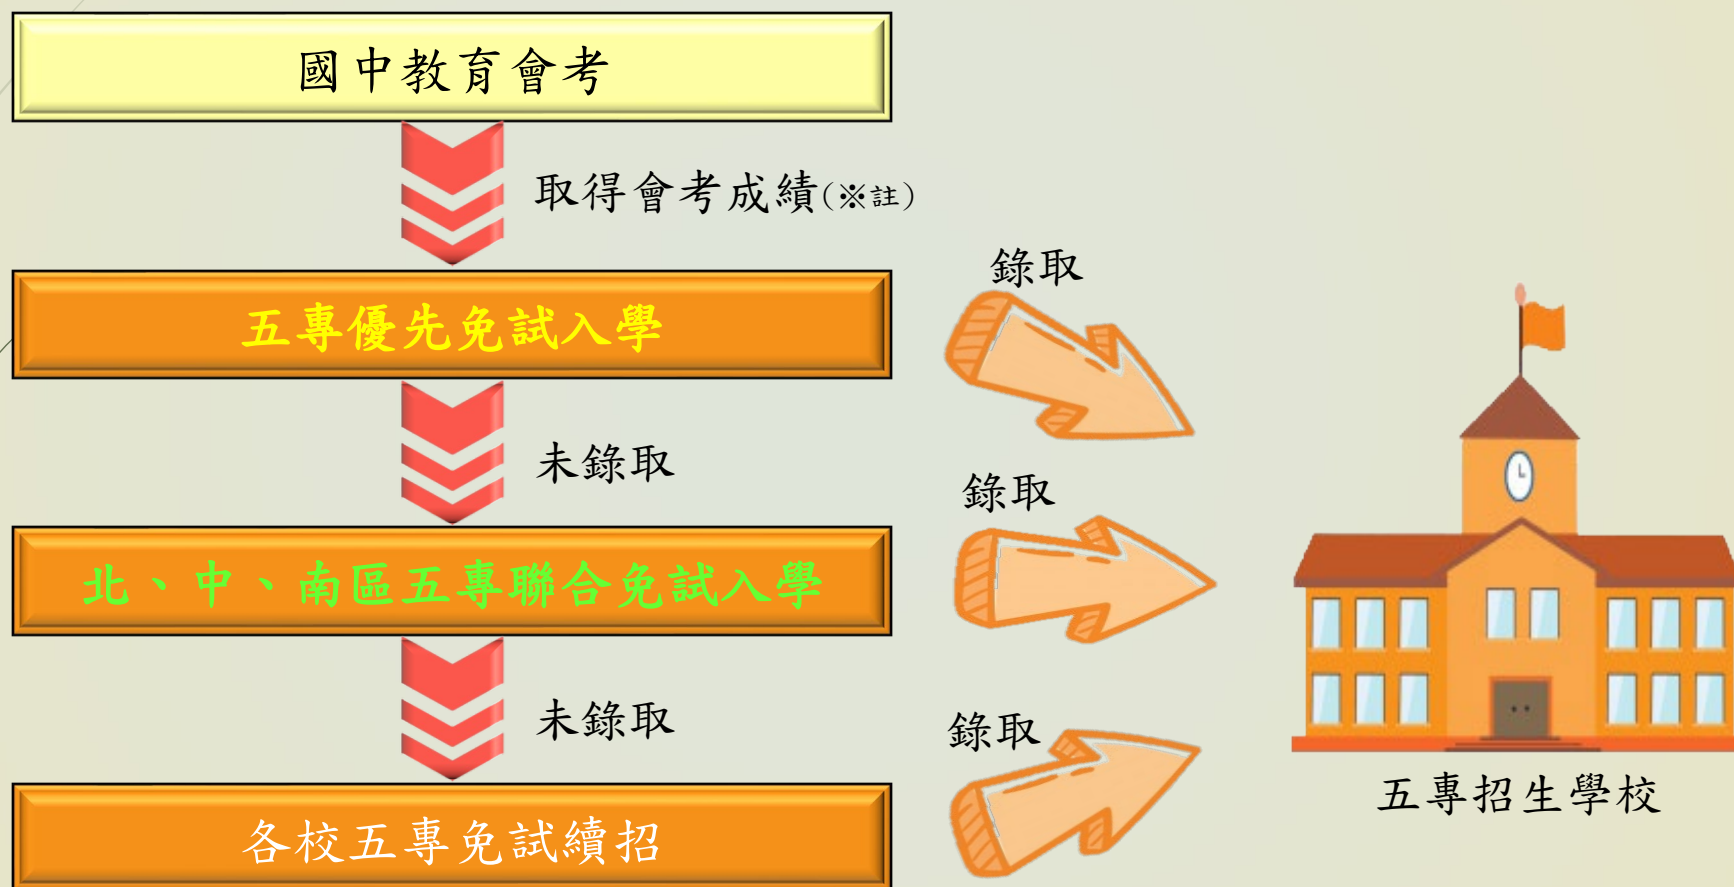 國中教育會考
取得會考成績(※註)
錄取
五專優先免試入學
未錄取
錄取
北、中、南區五專聯合免試入學
未錄取
錄取
五專招生學校
各校五專免試續招